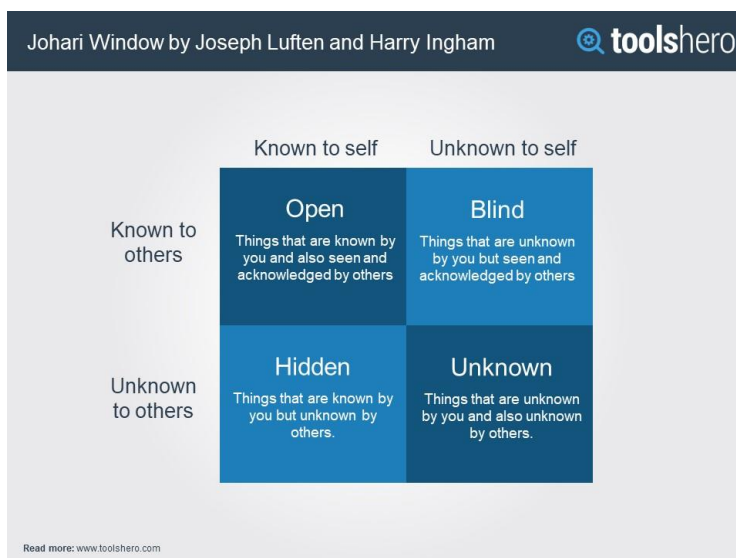 Johari Window by Joseph Luften and Harry Ingham
toolshero
Known to self
Unknown to self
Known to
others
Open
Things that are known by
you and also seen and
acknowledged by others
Blind
Things that are unknown
by you but seen and
acknowledged by others
Unknown
to others
Hidden
Things that are known by
you but unknown by
others.
Unknown
Things that are unknown
by you and also unknown
by others.
Read more: www.toolshero.com